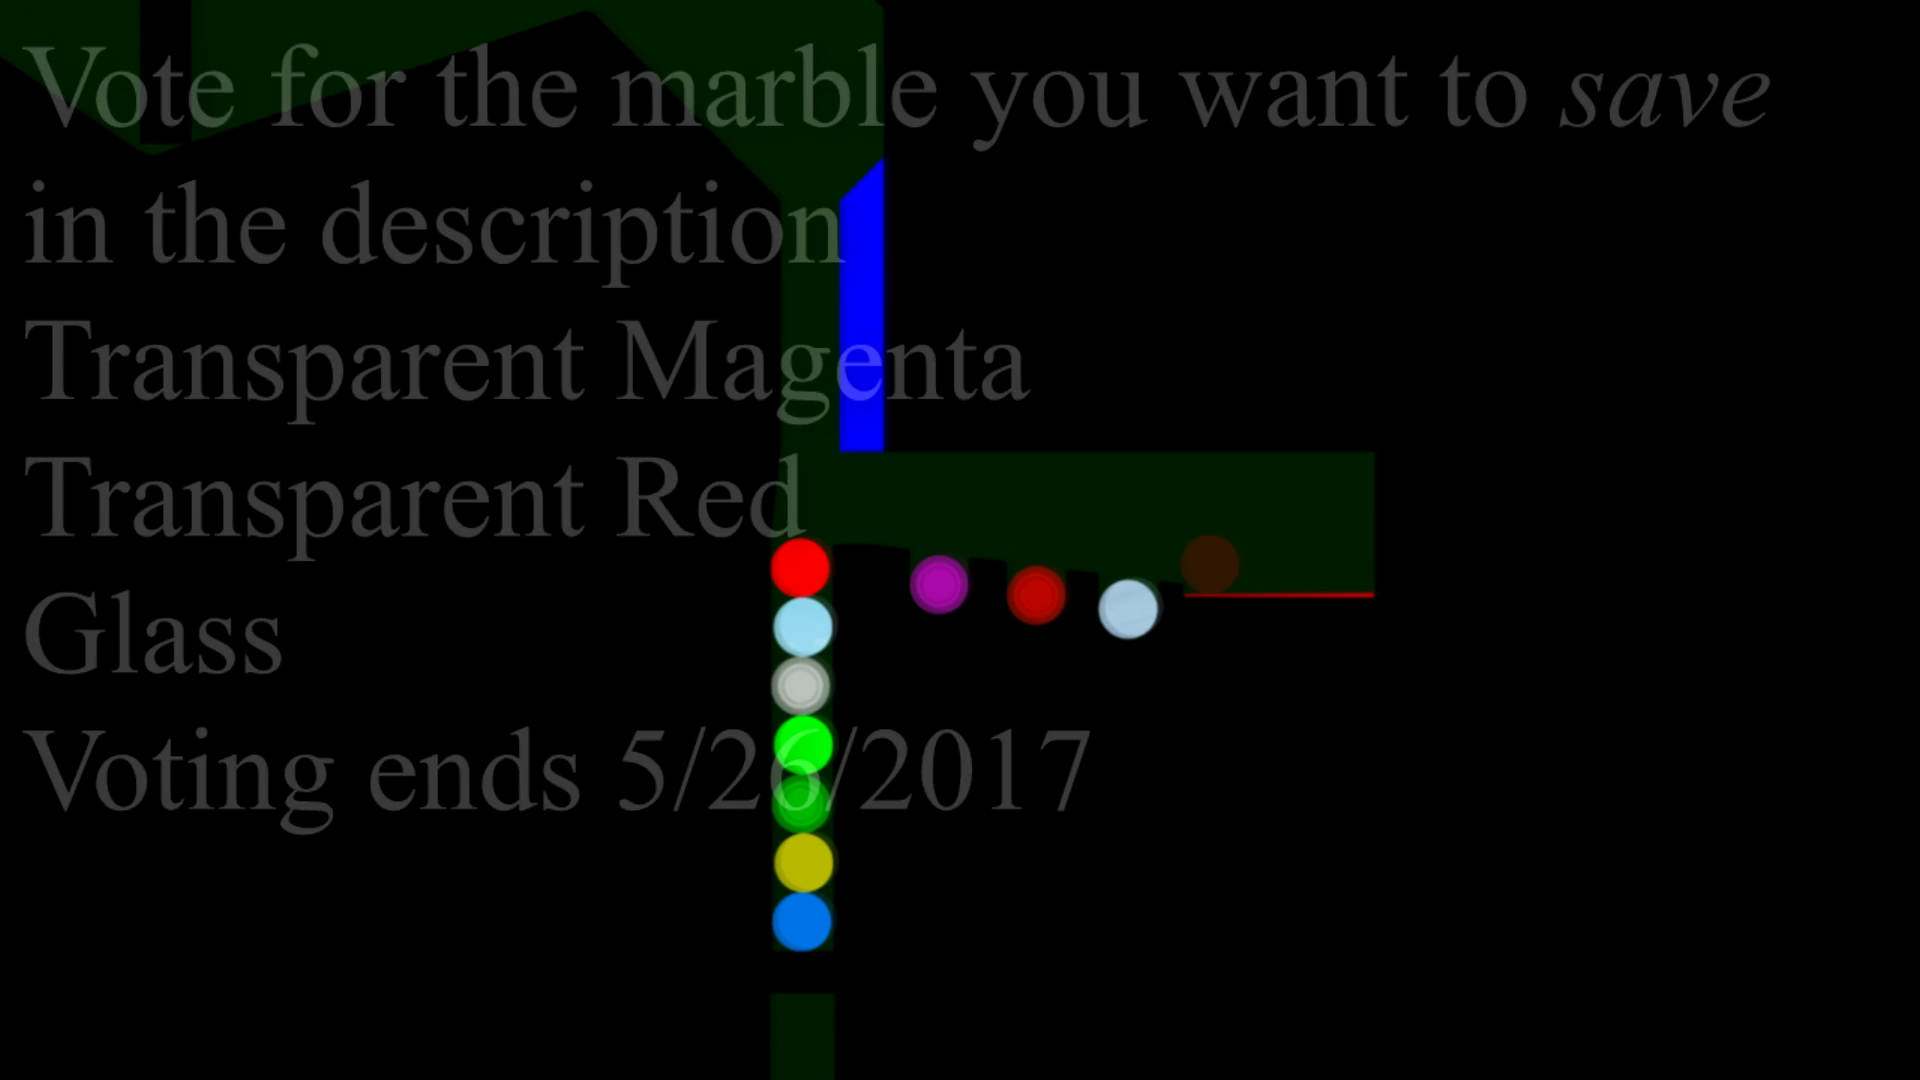 Vote for the marble you want to save
in the description
Transparent Magenta
Transparent Red
Glass
Voting ends 5/26/2017